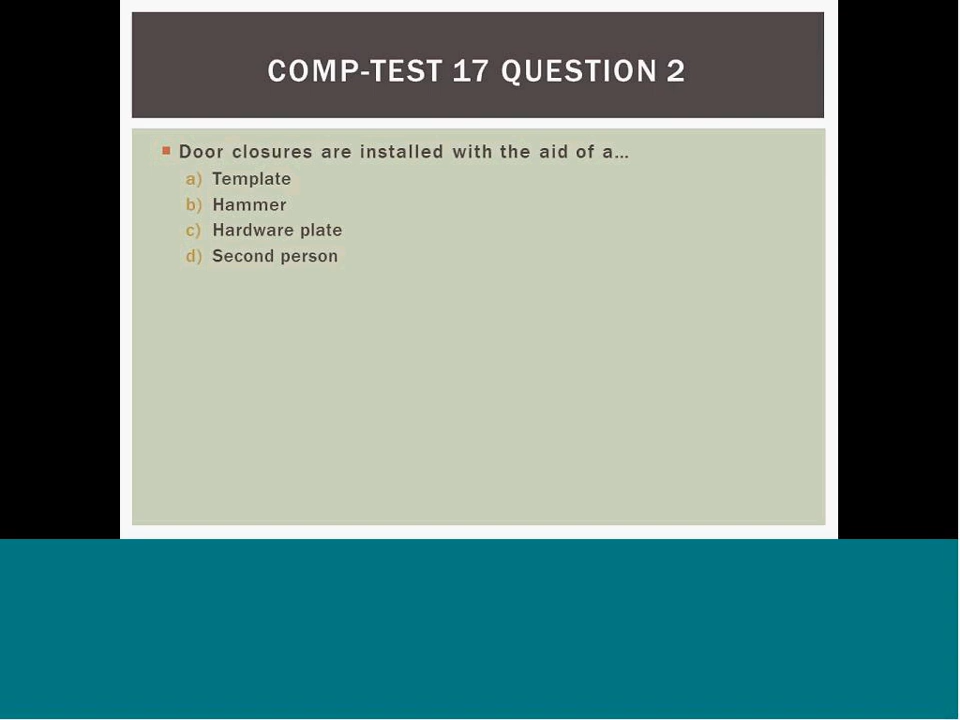 COMP-TEST 17 QUESTION 2
Door closures are installed with the aid of a…
a) Template
b) Hammer
c) Hardware plate
d) Second person